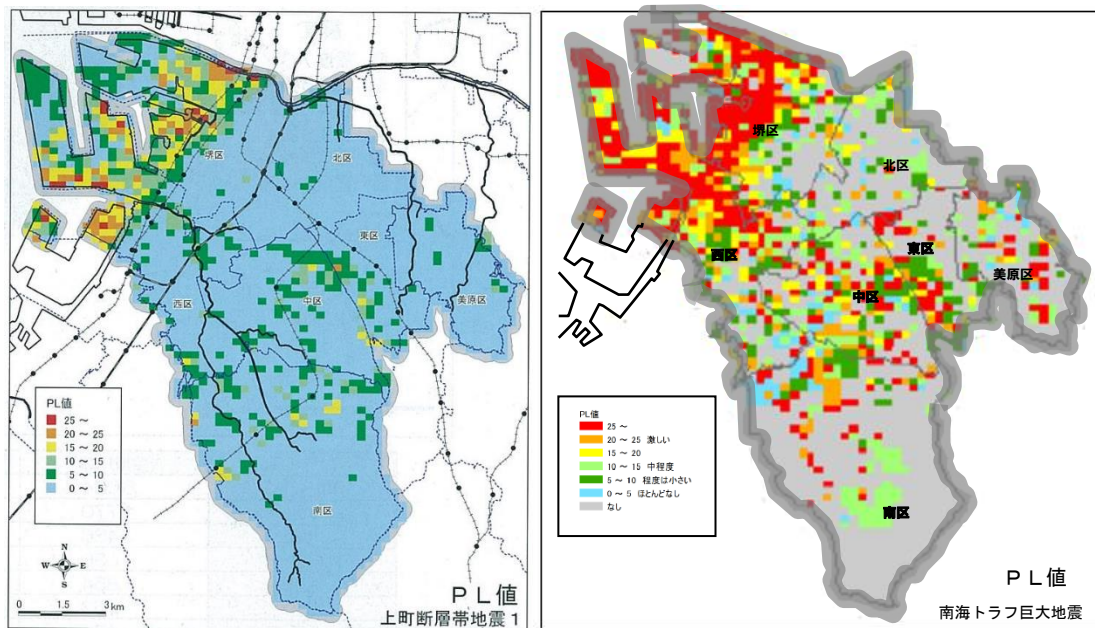 堺区
北区
東区
西区
中区
美原区
南区
PL値
25 ～
20 ～ 25
15 ～ 20
10 ～ 15
5 ～ 10
0 ～ 5
N
W E
S
0 1.5 3km
ＰＬ値
上町断層帯地震１
堺区
北区
東区
西区
美原区
中区
南区
PL値
25 ～
20 ～ 25 激しい
15 ～ 20
10 ～ 15 中程度
5 ～ 10 程度は小さい
0 ～ 5 ほとんどなし
なし
ＰＬ値
南海トラフ巨大地震